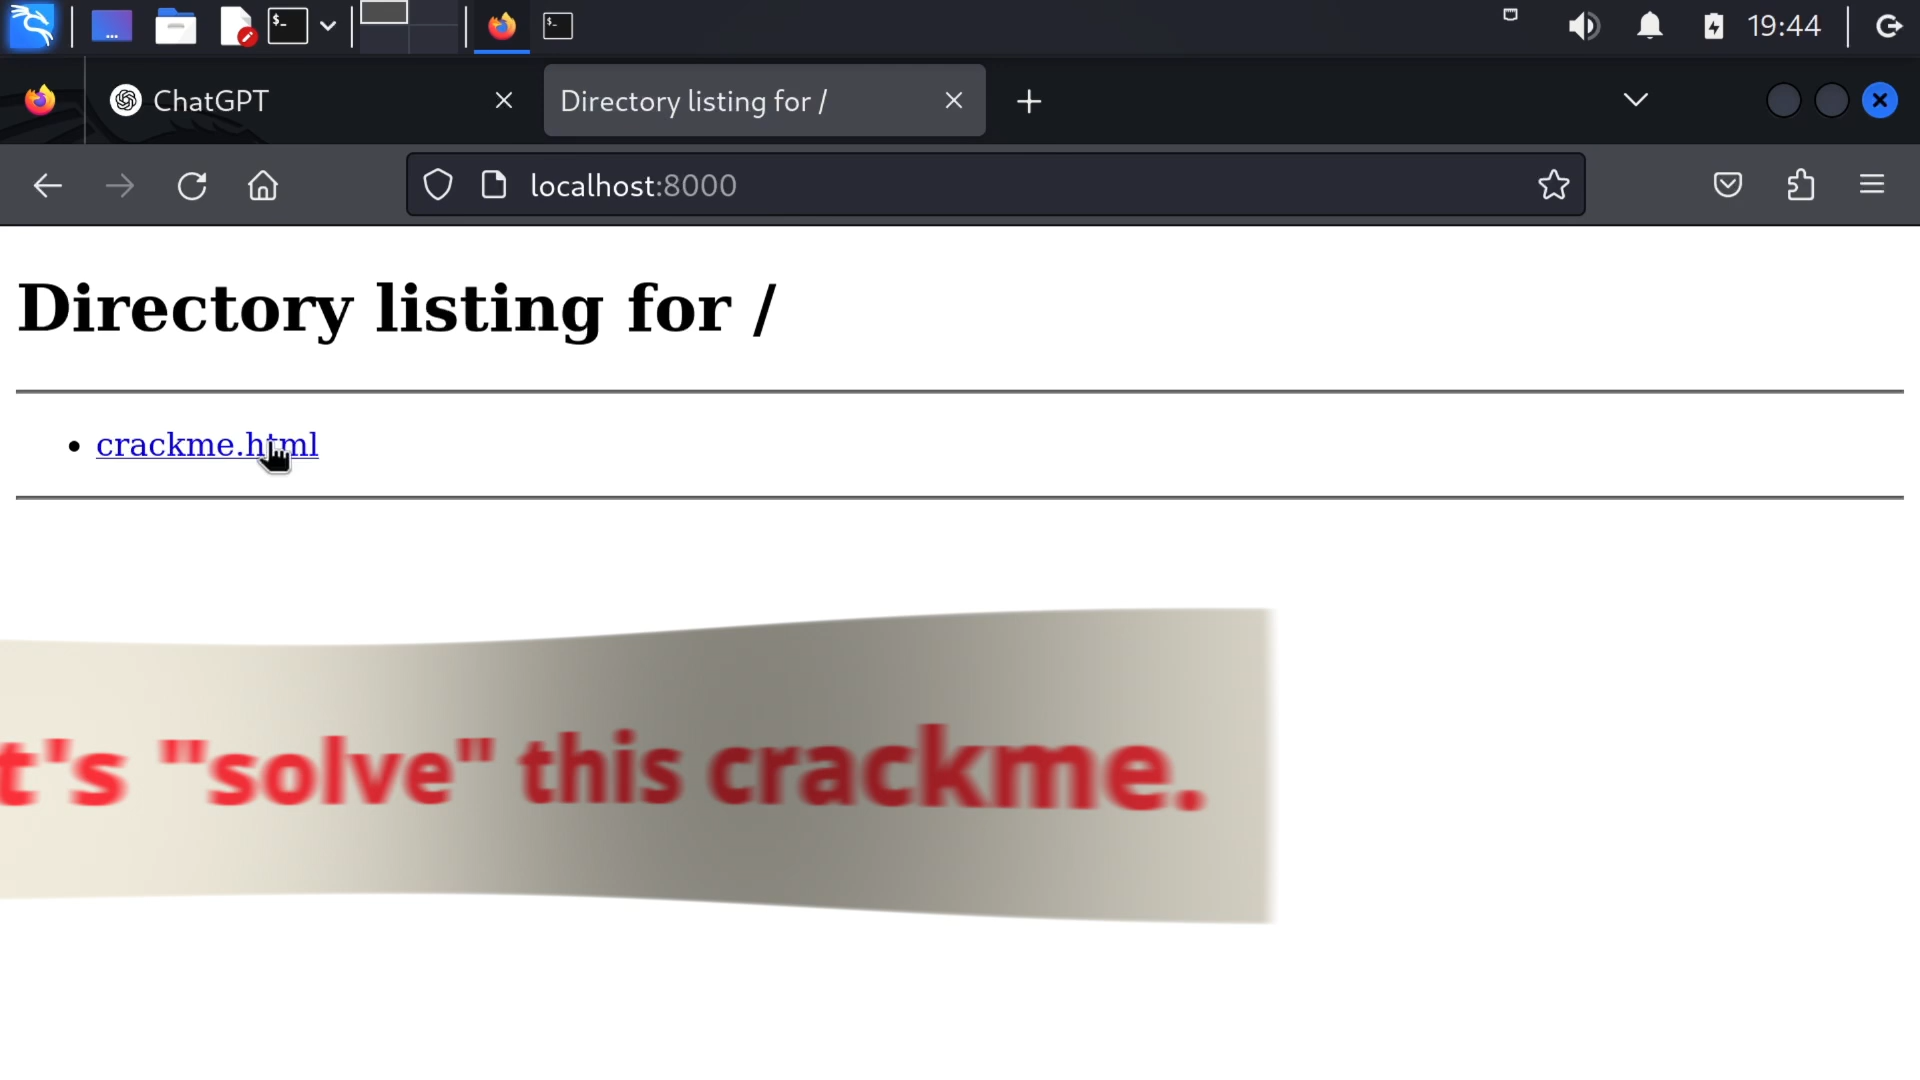 $-
$-
19:44
ChatGPT
Directory listing for /
localhost:8000
Directory listing for /
crackme.html
t's "solve" this crackme.